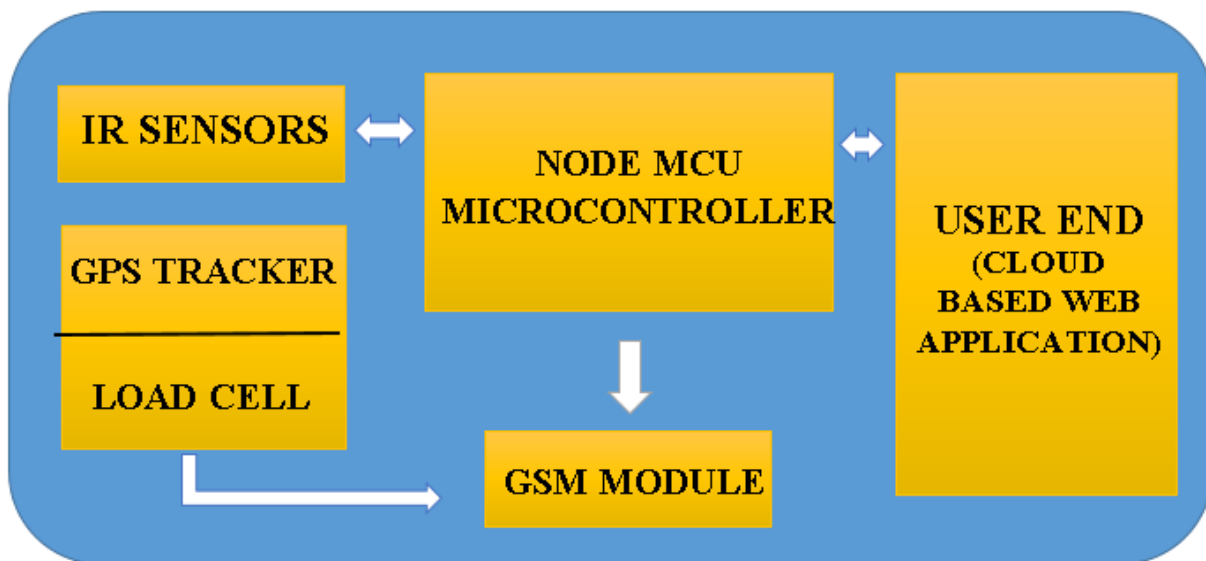 IR SENSORS
GPS TRACKER
LOAD CELL
NODE MCU
MICROCONTROLLER
GSM MODULE
USER END
(CLOUD
BASED WEB
APPLICATION)